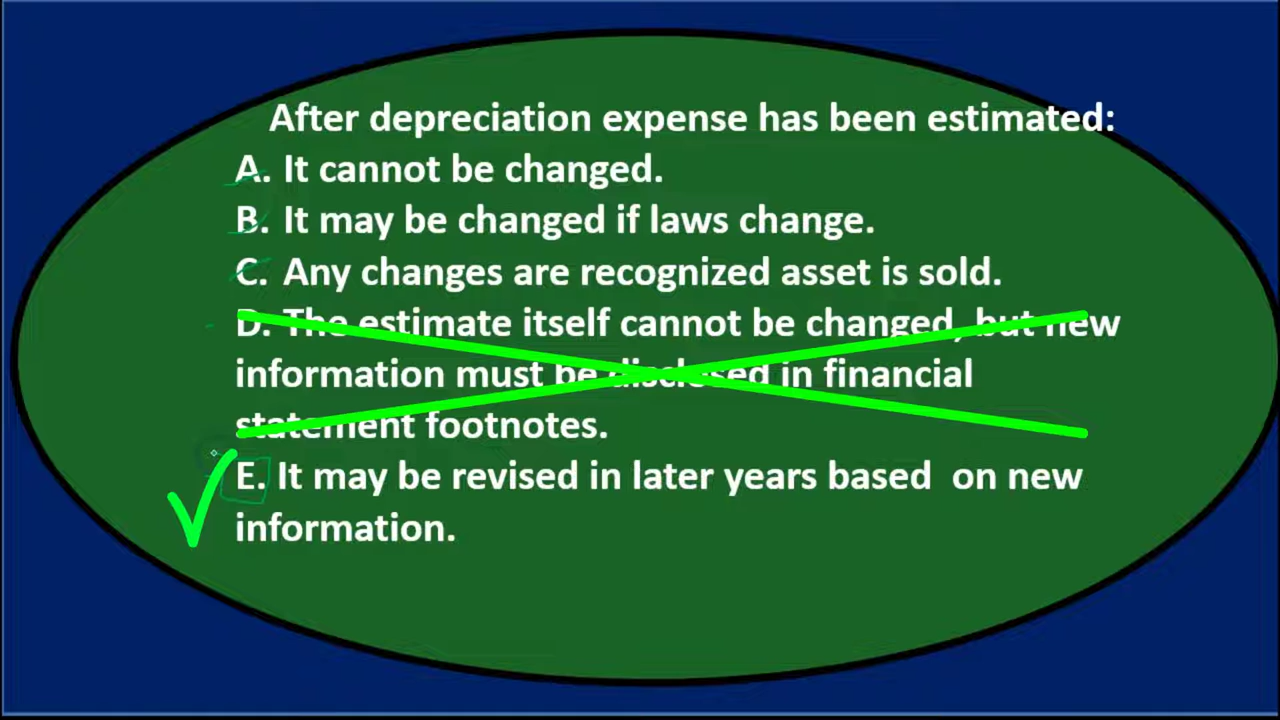 After depreciation expense has been estimated:
A. It cannot be changed.
B. It may be changed if laws change.
C. Any changes are recognized asset is sold.
D. The estimate itself cannot be changed, but new
information must be disclosed in financial
statement footnotes.
E. It may be revised in later years based on new
information.